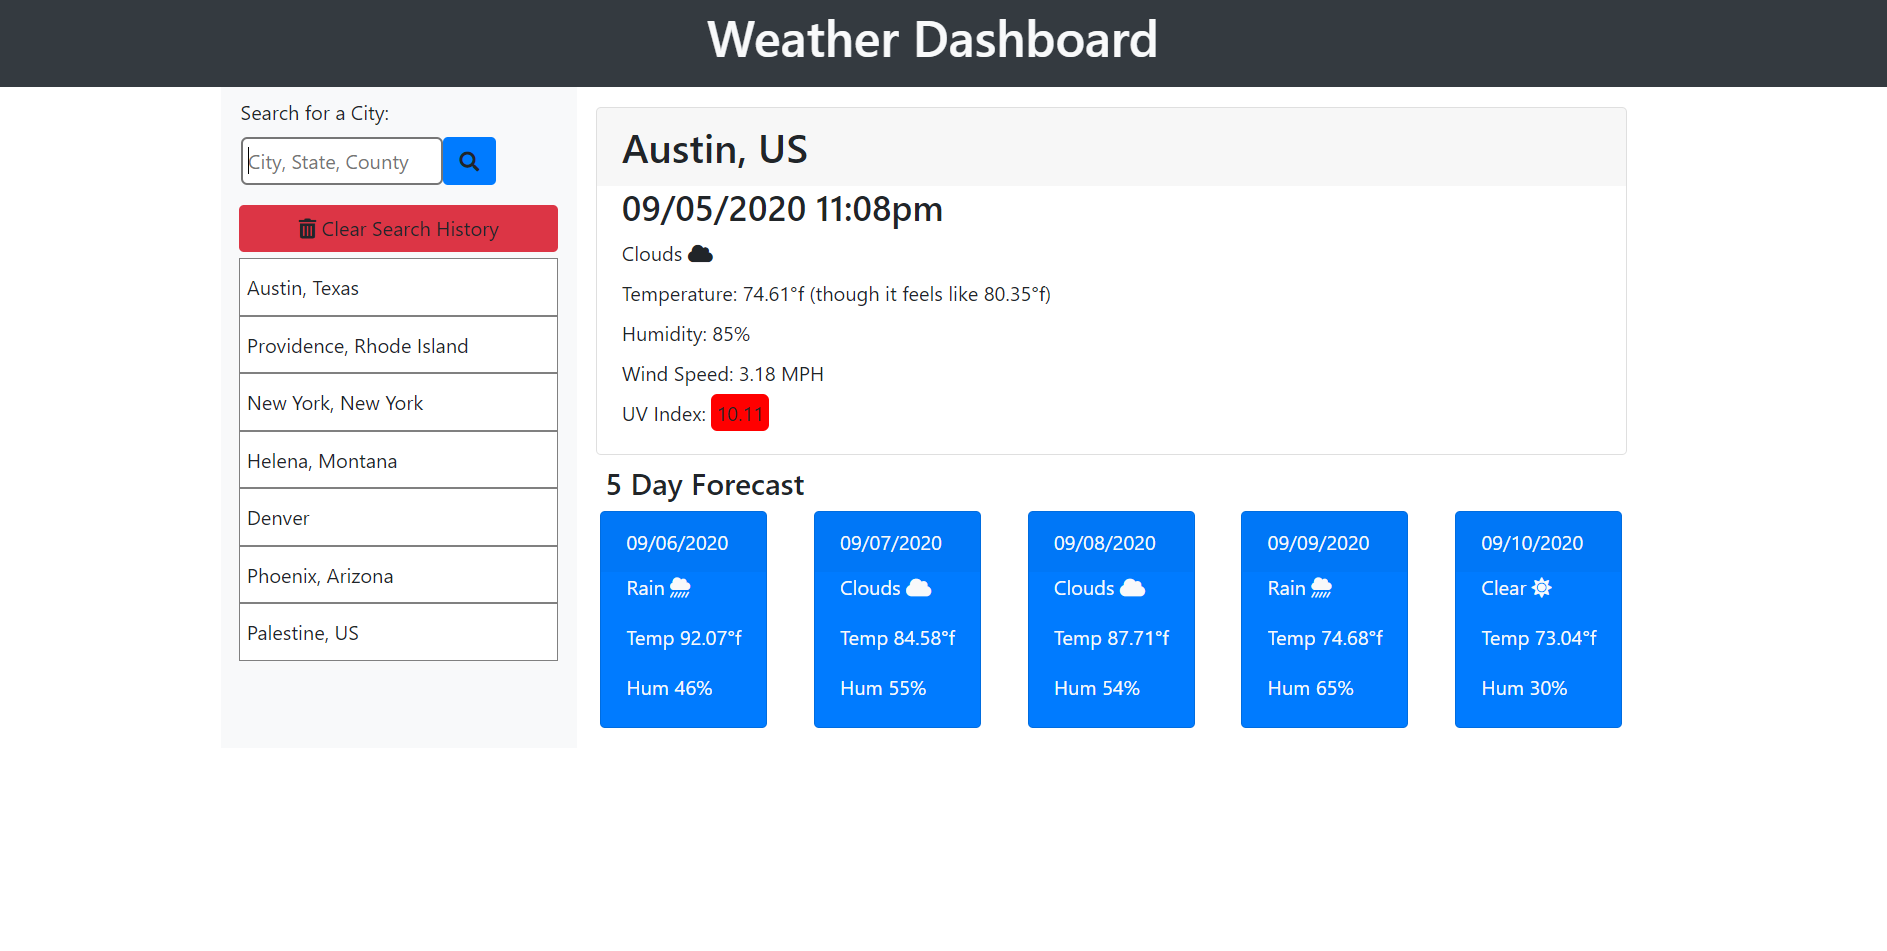 Weather Dashboard
Search for a City:
City, State, County
Clear Search History
Austin, Texas
Providence, Rhode Island
New York, New York
Helena, Montana
Denver
Phoenix, Arizona
Palestine, US
Austin, US
09/05/2020 11:08pm
Clouds
Temperature: 74.61°f (though it feels like 80.35°f)
Humidity: 85%
Wind Speed: 3.18 MPH
UV Index: 10.11
5 Day Forecast
09/06/2020
Rain
Temp 92.07°f
Hum 46%
09/07/2020
Clouds
Temp 84.58°f
Hum 55%
09/08/2020
Clouds
Temp 87.71°f
Hum 54%
09/09/2020
Rain
Temp 74.68°f
Hum 65%
09/10/2020
Clear
Temp 73.04°f
Hum 30%